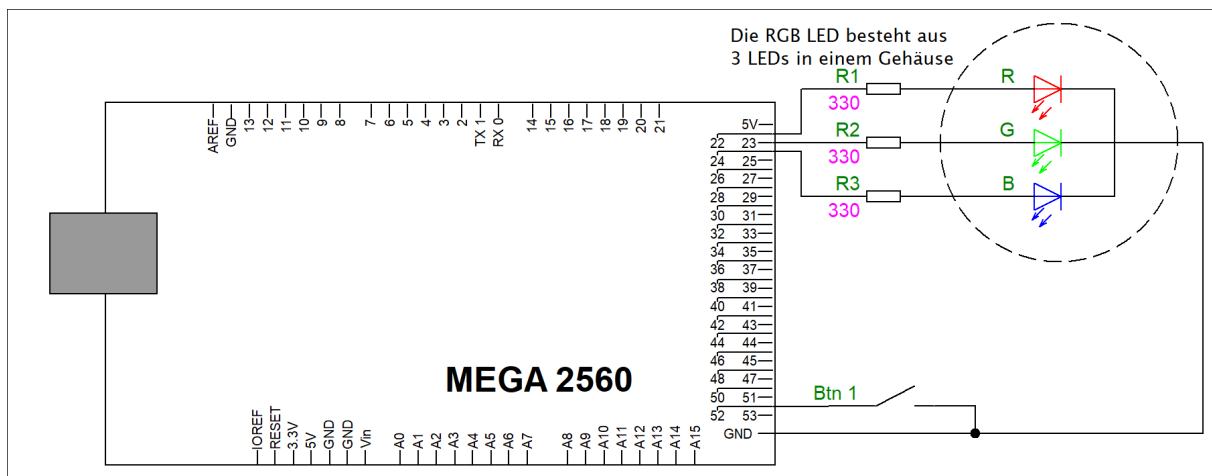 Die RGB LED besteht aus
3 LEDs in einem Gehäuse
R1
R
330
R2
G
330
R3
B
330
AREF
GND
13
12
11
10
9
8
7
6
5
4
3
2
TX 1
RX 0
14
15
16
17
18
19
20
21
5V
22 23
24 25
26 27
28 29
30 31
32 33
34 35
36 37
38 39
40 41
42 43
44 44
46 45
48 47
50 51
52 53
GND
Btn 1
MEGA 2560
IOREF
RESET
3.3V
5V
GND
GND
Vin
A0
A1
A2
A3
A4
A5
A6
A7
A8
A9
A10
A11
A12
A13
A14
A15